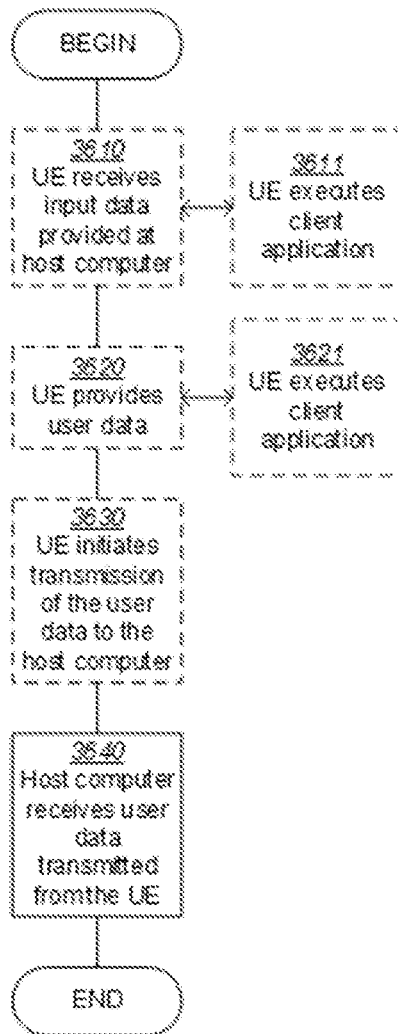 BEGIN
3610
UE receives
input data
provided at
host computer
3611
UE executes
client
application
3620
UE provides
user data
3621
UE executes
client
application
3630
UE initiates
transmission
of the user
data to the
host computer
3640
Host computer
receives user
data
transmitted
from the UE
END